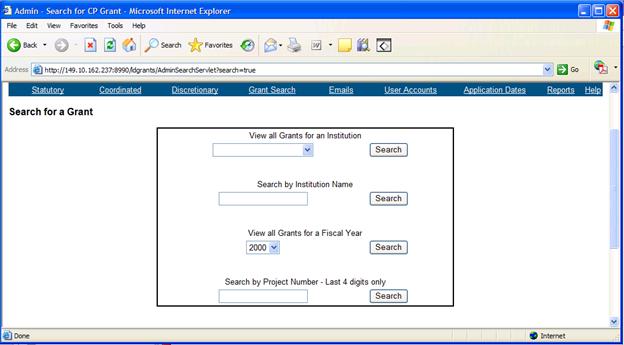 Admin - Search for CP Grant - Microsoft Internet Explorer
File Edit View Favorites Tools Help
Back Search Favorites
Address http://149.10.162.237:8990/ldgrants/AdminSearchServlet?search=true Go
Statutory Coordinated Discretionary Grant Search Emails User Accounts Application Dates Reports Help
Search for a Grant
View all Grants for an Institution
Search
Search by Institution Name
Search
View all Grants for a Fiscal Year
2000 Search
Search by Project Number - Last 4 digits only
Search
Done Internet